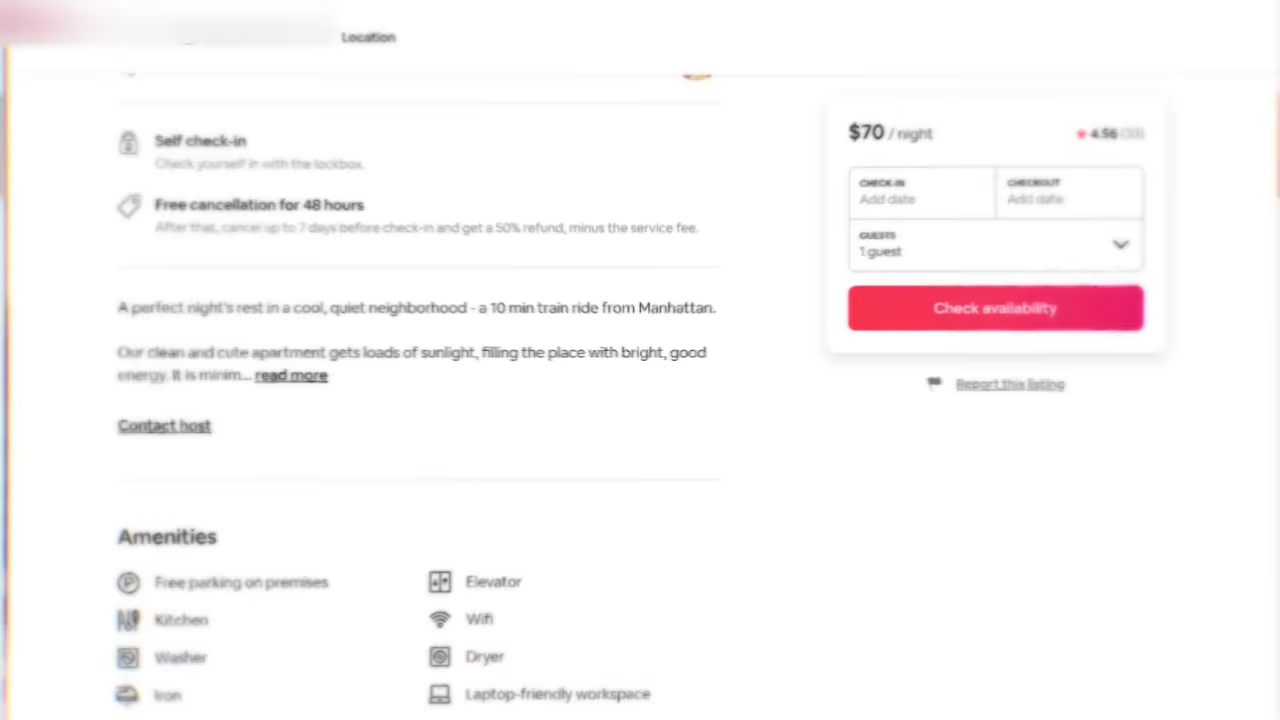 Location
Self check-in
Check yourself in with the lockbox.
Free cancellation for 48 hours
After that, cancel up to 7 days before check-in and get a 50% refund, minus the service fee.
A perfect night's rest in a cool, quiet neighborhood - a 10 min train ride from Manhattan.
Our clean and cute apartment gets loads of sunlight, filling the place with bright, good
energy. It is minim... read more
Contact host
Amenities
Free parking on premises
Elevator
Kitchen
Wifi
Washer
Dryer
Iron
Laptop-friendly workspace
$70 / night
4.56
CHECK-IN
CHECKOUT
Add date
Add date
GUESTS
1 guest
Check availability
Report this listing